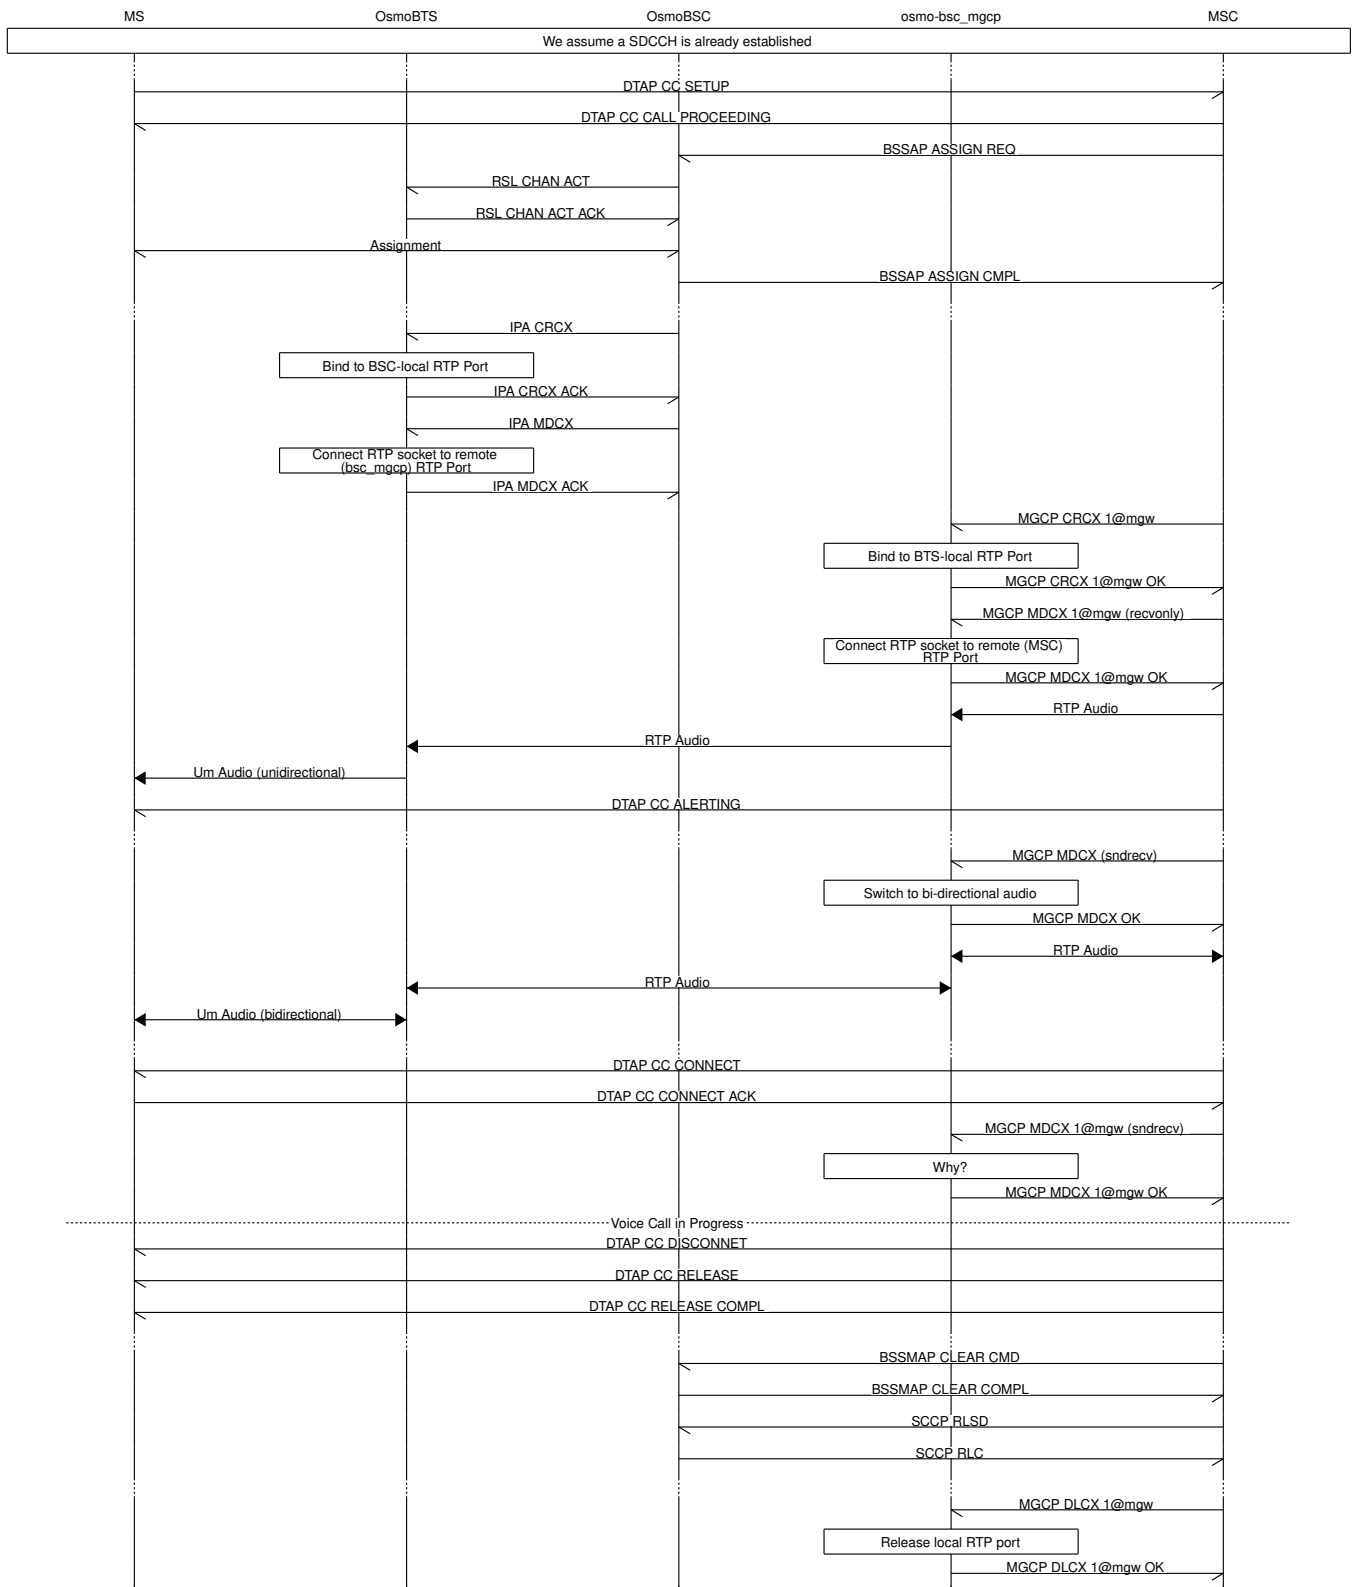 MS OsmoBTS OsmoBSC osmo-bsc_mgcp MSC
We assume a SDCCH is already established
DTAP CC SETUP
DTAP CC CALL PROCEEDING
BSSAP ASSIGN REQ
RSL CHAN ACT
RSL CHAN ACT ACK
Assignment
BSSAP ASSIGN CMPL
IPA CRCX
Bind to BSC-local RTP Port
IPA CRCX ACK
IPA MDCX
Connect RTP socket to remote
(bsc_mgcp) RTP Port
IPA MDCX ACK
MGCP CRCX 1@mgw
Bind to BTS-local RTP Port
MGCP CRCX 1@mgw OK
MGCP MDCX 1@mgw (recvonly)
Connect RTP socket to remote (MSC)
RTP Port
MGCP MDCX 1@mgw OK
RTP Audio
RTP Audio
Um Audio (unidirectional)
DTAP CC ALERTING
MGCP MDCX (sndrecv)
Switch to bi-directional audio
MGCP MDCX OK
RTP Audio
RTP Audio
Um Audio (bidirectional)
DTAP CC CONNECT
DTAP CC CONNECT ACK
MGCP MDCX 1@mgw (sndrecv)
Why?
MGCP MDCX 1@mgw OK
Voice Call in Progress
DTAP CC DISCONNET
DTAP CC RELEASE
DTAP CC RELEASE COMPL
BSSMAP CLEAR CMD
BSSMAP CLEAR COMPL
SCCP RLSD
SCCP RLC
MGCP DLCX 1@mgw
Release local RTP port
MGCP DLCX 1@mgw OK